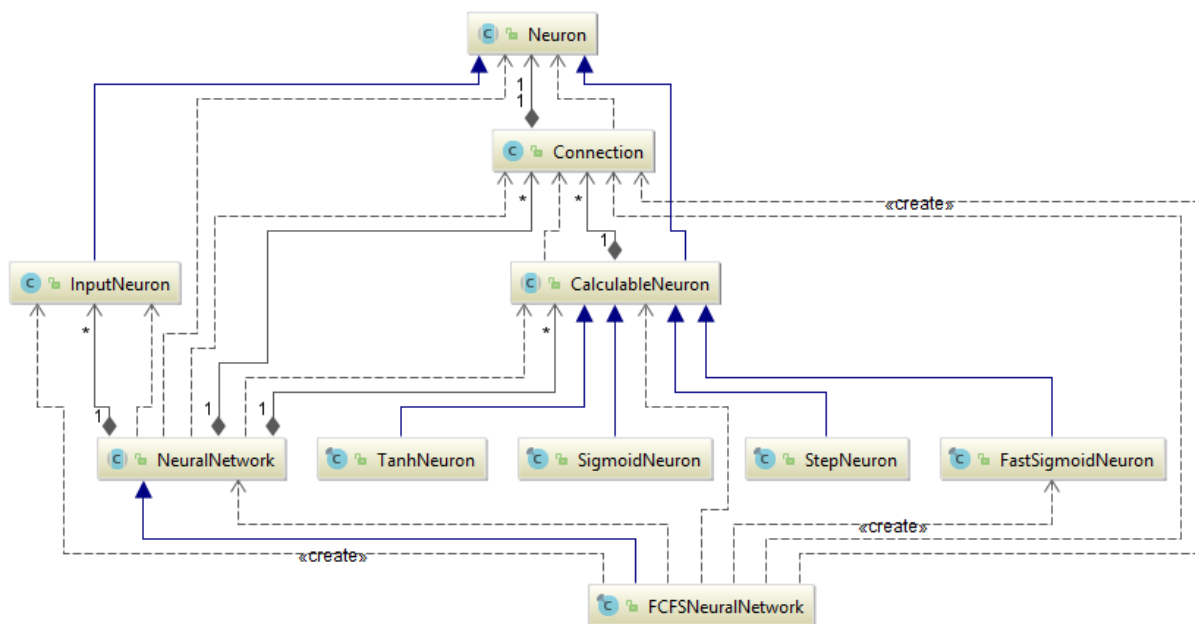 Neuron
1
1
Connection
*
*
«create»
1
1
InputNeuron
CalculableNeuron
*
*
1
1
1
NeuralNetwork
TanhNeuron
SigmoidNeuron
StepNeuron
FastSigmoidNeuron
«create»
«create»
FCFSNeuralNetwork